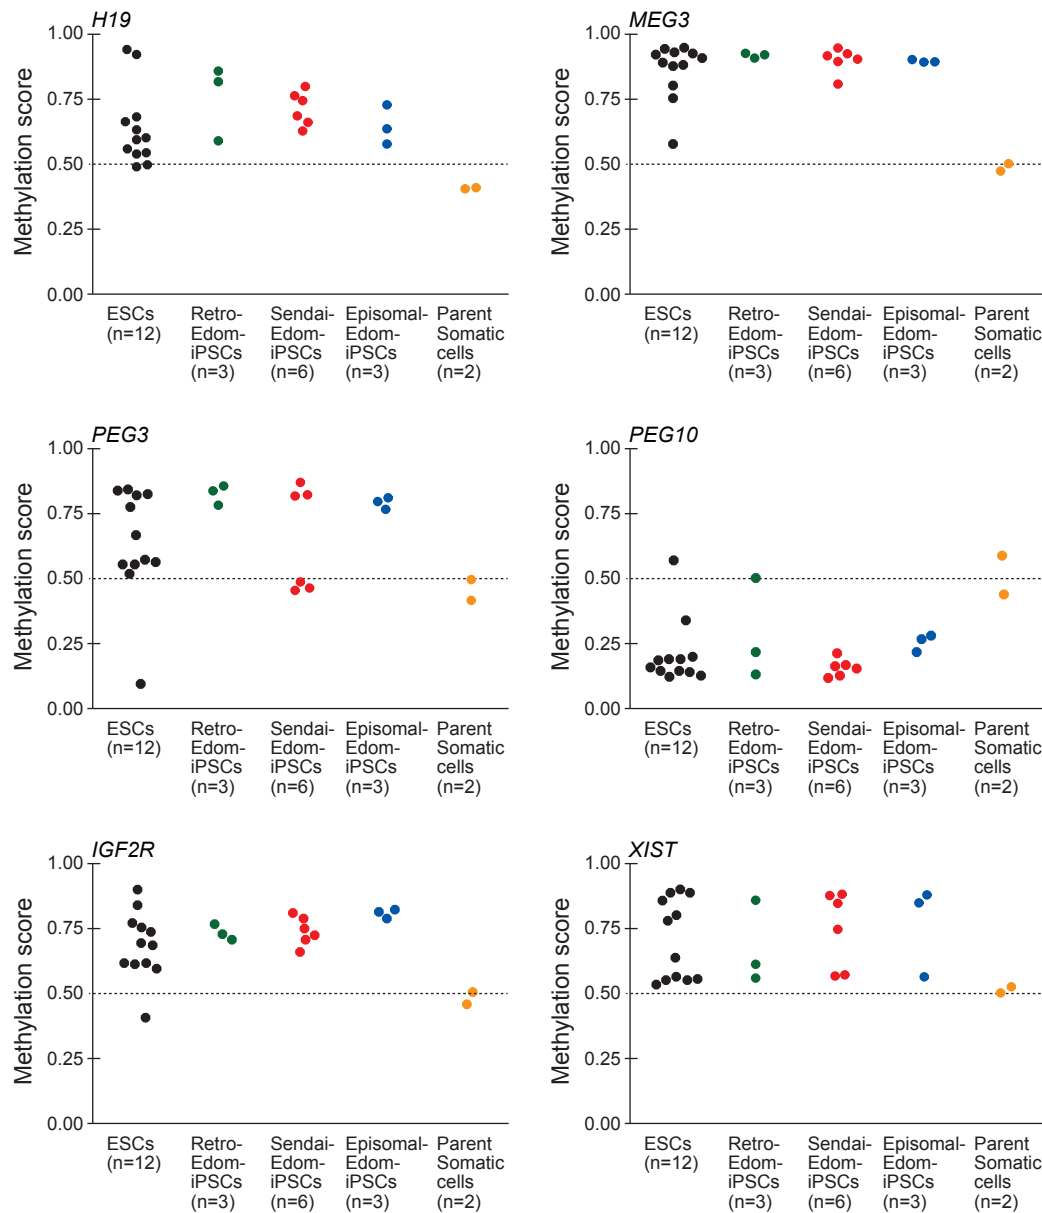 H19
1.00
0.75
0.50
0.25
0.00
Methylation score
ESCs
(n=12)
Retro-
Edom-
iPSCs
(n=3)
Sendai-
Edom-
iPSCs
(n=6)
Episomal-
Edom-
iPSCs
(n=3)
Parent
Somatic
cells
(n=2)
MEG3
1.00
0.75
0.50
0.25
0.00
Methylation score
ESCs
(n=12)
Retro-
Edom-
iPSCs
(n=3)
Sendai-
Edom-
iPSCs
(n=6)
Episomal-
Edom-
iPSCs
(n=3)
Parent
Somatic
cells
(n=2)
PEG3
1.00
0.75
0.50
0.25
0.00
Methylation score
ESCs
(n=12)
Retro-
Edom-
iPSCs
(n=3)
Sendai-
Edom-
iPSCs
(n=6)
Episomal-
Edom-
iPSCs
(n=3)
Parent
Somatic
cells
(n=2)
PEG10
1.00
0.75
0.50
0.25
0.00
Methylation score
ESCs
(n=12)
Retro-
Edom-
iPSCs
(n=3)
Sendai-
Edom-
iPSCs
(n=6)
Episomal-
Edom-
iPSCs
(n=3)
Parent
Somatic
cells
(n=2)
IGF2R
1.00
0.75
0.50
0.25
0.00
Methylation score
ESCs
(n=12)
Retro-
Edom-
iPSCs
(n=3)
Sendai-
Edom-
iPSCs
(n=6)
Episomal-
Edom-
iPSCs
(n=3)
Parent
Somatic
cells
(n=2)
XIST
1.00
0.75
0.50
0.25
0.00
Methylation score
ESCs
(n=12)
Retro-
Edom-
iPSCs
(n=3)
Sendai-
Edom-
iPSCs
(n=6)
Episomal-
Edom-
iPSCs
(n=3)
Parent
Somatic
cells
(n=2)